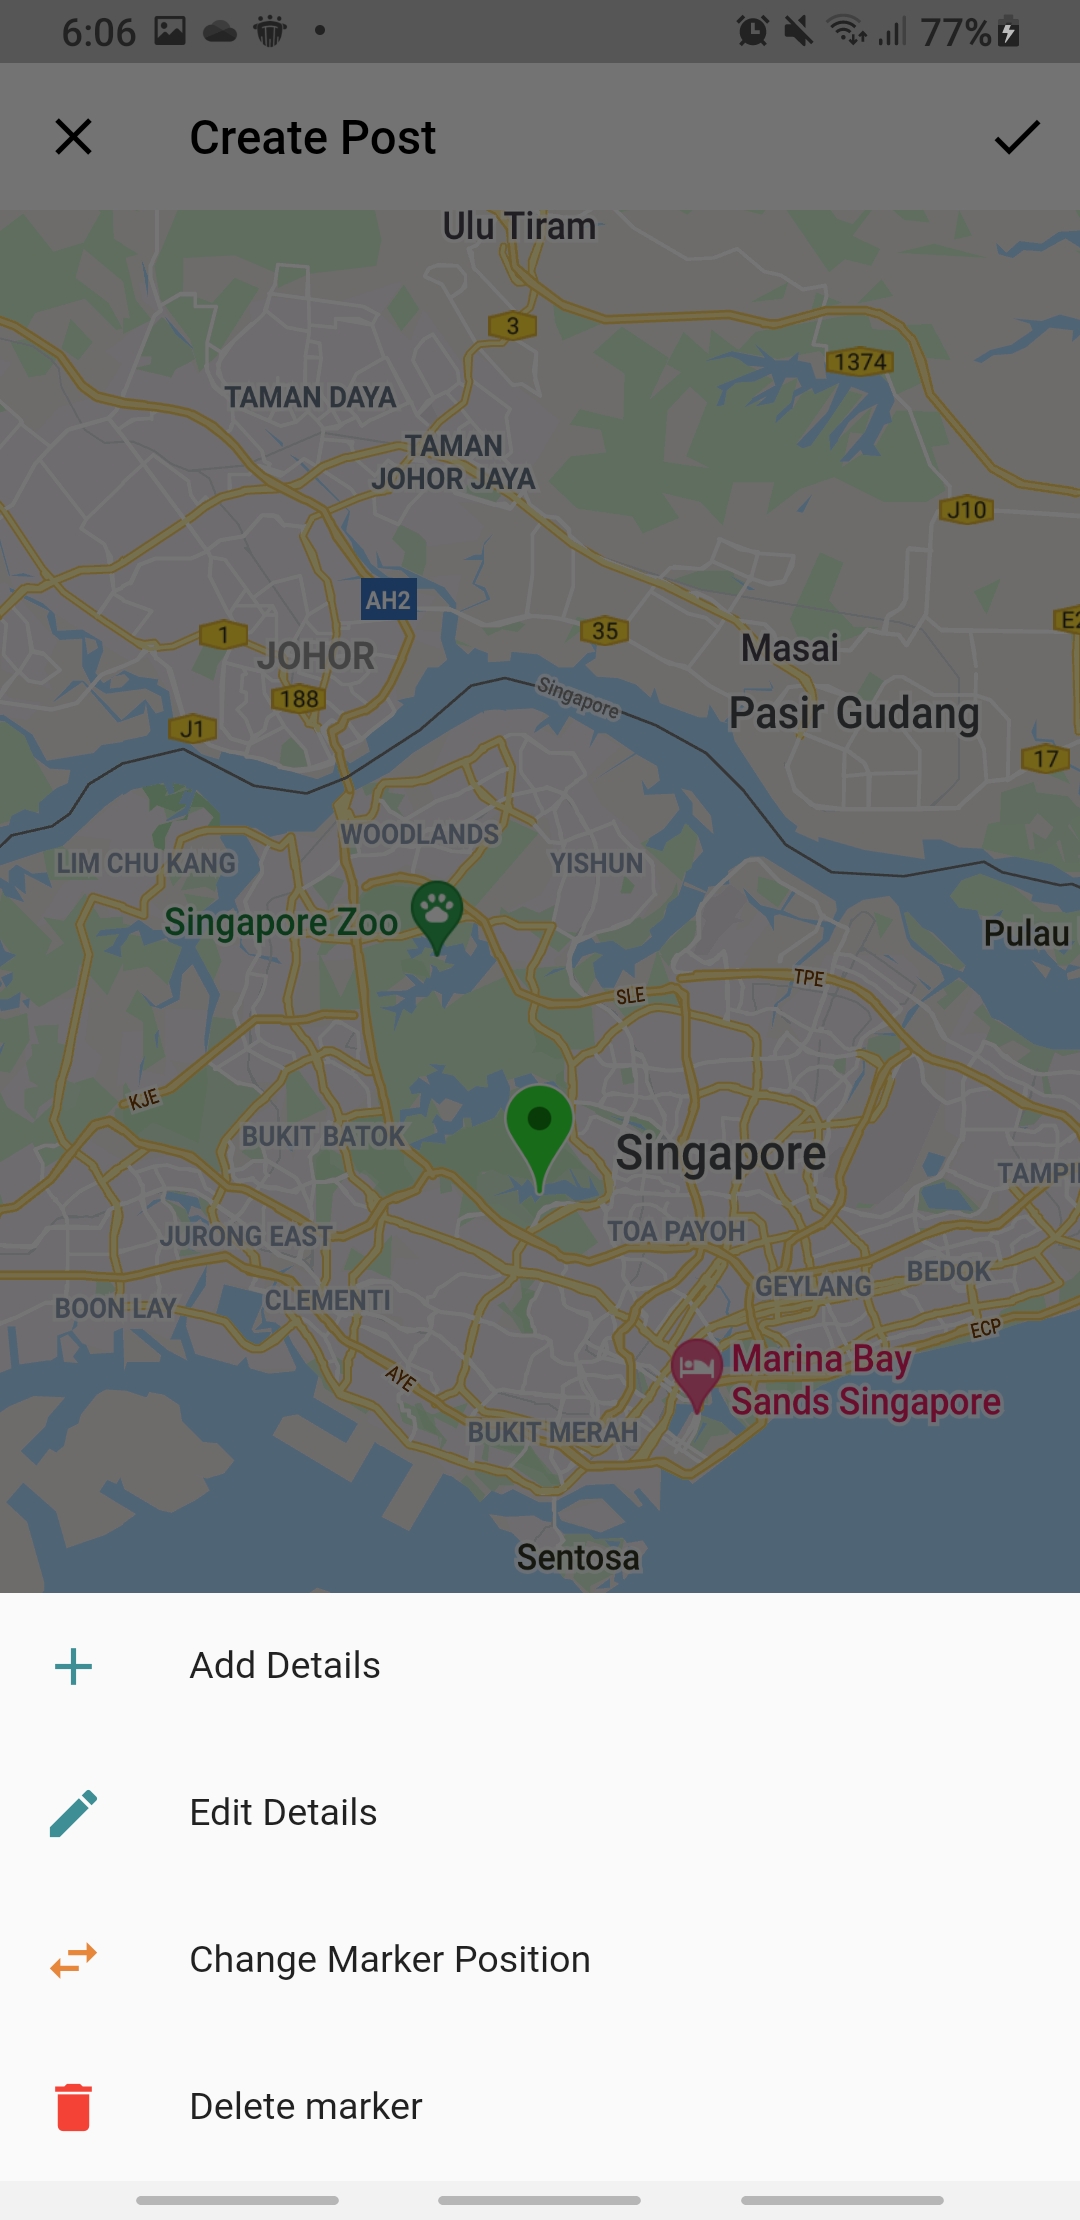 6:06
77%
Create Post
Ulu Tiram
3
1374
TAMAN DAYA
TAMAN
JOHOR JAYA
J10
AH2
1
35
E2
JOHOR
Masai
188
Singapore
Pasir Gudang
J1
17
WOODLANDS
LIM CHU KANG
YISHUN
Singapore Zoo
Pulau
SLE
TPE
KJE
BUKIT BATOK
Singapore
TAMPI
JURONG EAST
TOA PAYOH
BEDOK
GEYLANG
CLEMENTI
BOON LAY
ECP
Marina Bay
Sands Singapore
AYE
BUKIT MERAH
Sentosa
Add Details
Edit Details
Change Marker Position
Delete marker